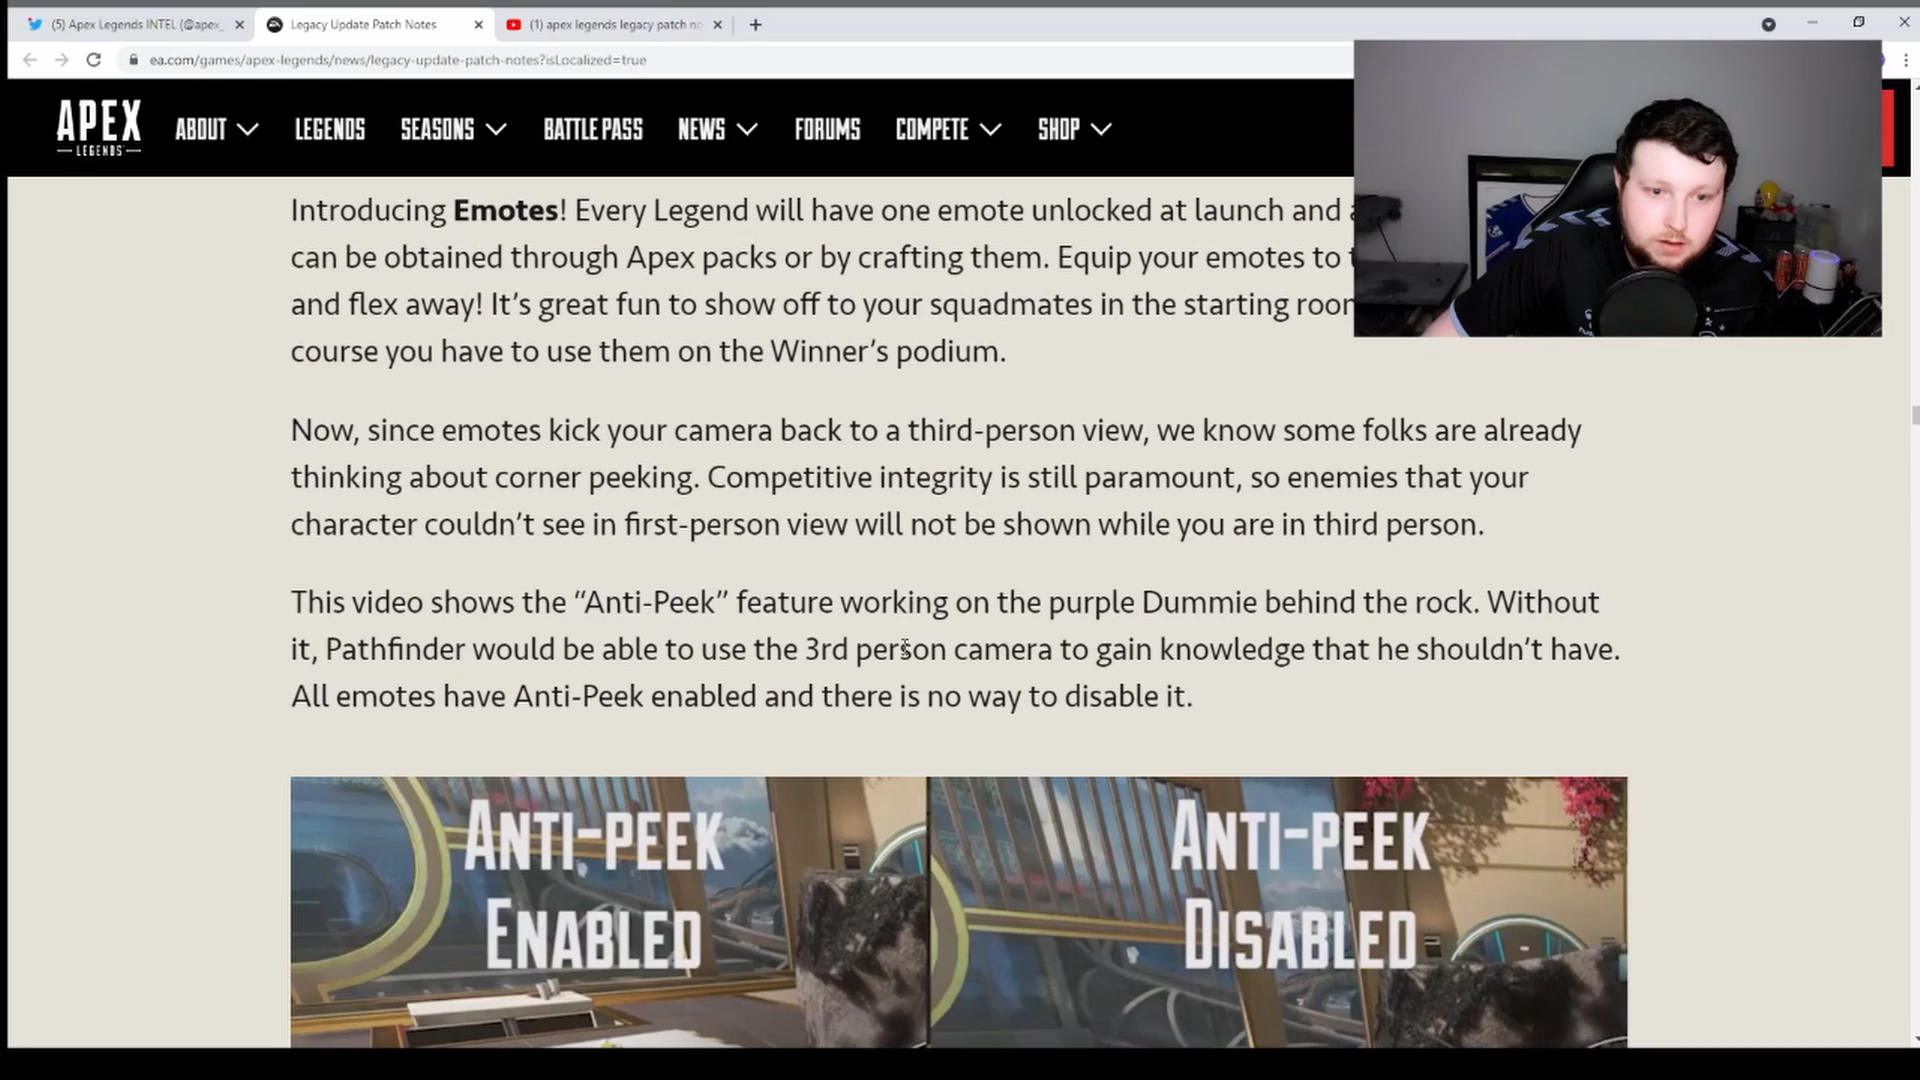 (5) Apex Legends INTEL (@apex_
Legacy Update Patch Notes
(1) apex legends legacy patch no
ea.com/games/apex-legends/news/legacy-update-patch-notes?isLocalized=true
APEX
LEGENDS
ABOUT
LEGENDS
SEASONS
BATTLE PASS
NEWS
FORUMS
COMPETE
SHOP
Introducing Emotes! Every Legend will have one emote unlocked at launch and
can be obtained through Apex packs or by crafting them. Equip your emotes to
and flex away! It’s great fun to show off to your squadmates in the starting
course you have to use them on the Winner’s podium.
Now, since emotes kick your camera back to a third-person view, we know some folks are already
thinking about corner peeking. Competitive integrity is still paramount, so enemies that your
character couldn’t see in first-person view will not be shown while you are in third person.
This video shows the “Anti-Peek” feature working on the purple Dummie behind the rock. Without
it, Pathfinder would be able to use the 3rd person camera to gain knowledge that he shouldn’t have.
All emotes have Anti-Peek enabled and there is no way to disable it.
ANTI-PEEK
ENABLED
ANTI-PEEK
DISABLED